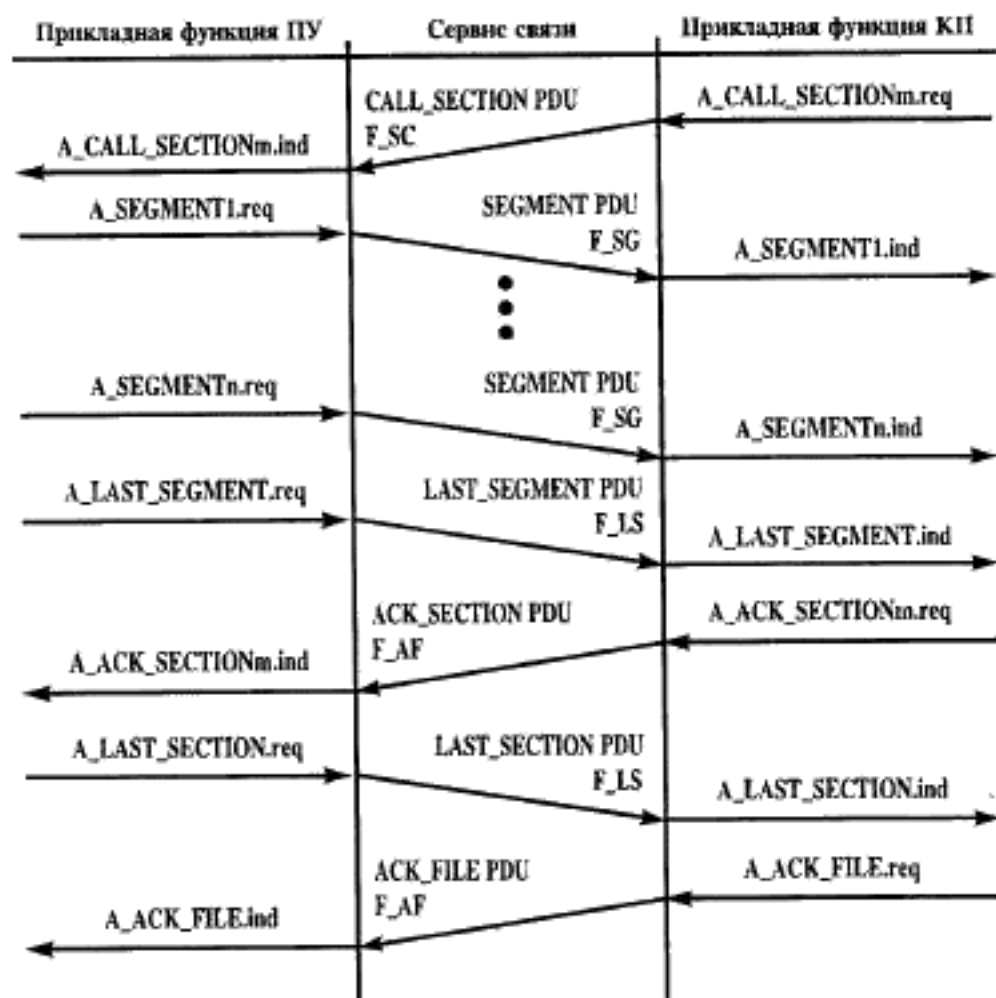 Прикладная функция ПУ
Сервис связи
Прикладная функция КП
CALL_SECTION PDU
F_SC
A_CALL_SECTIONm.req
A_CALL_SECTIONm.ind
A_SEGMENT1.req
SEGMENT PDU
F_SG
A_SEGMENT1.ind
A_SEGMENTn.req
SEGMENT PDU
F_SG
A_SEGMENTn.ind
A_LAST_SEGMENT.req
LAST_SEGMENT PDU
F_LS
A_LAST_SEGMENT.ind
ACK_SECTION PDU
F_AF
A_ACK_SECTIONm.req
A_ACK_SECTIONm.ind
A_LAST_SECTION.req
LAST_SECTION PDU
F_LS
A_LAST_SECTION.ind
ACK_FILE PDU
F_AF
A_ACK_FILE.req
A_ACK_FILE.ind